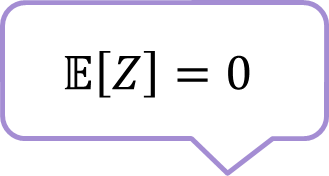 𝔼[𝑍] = 0